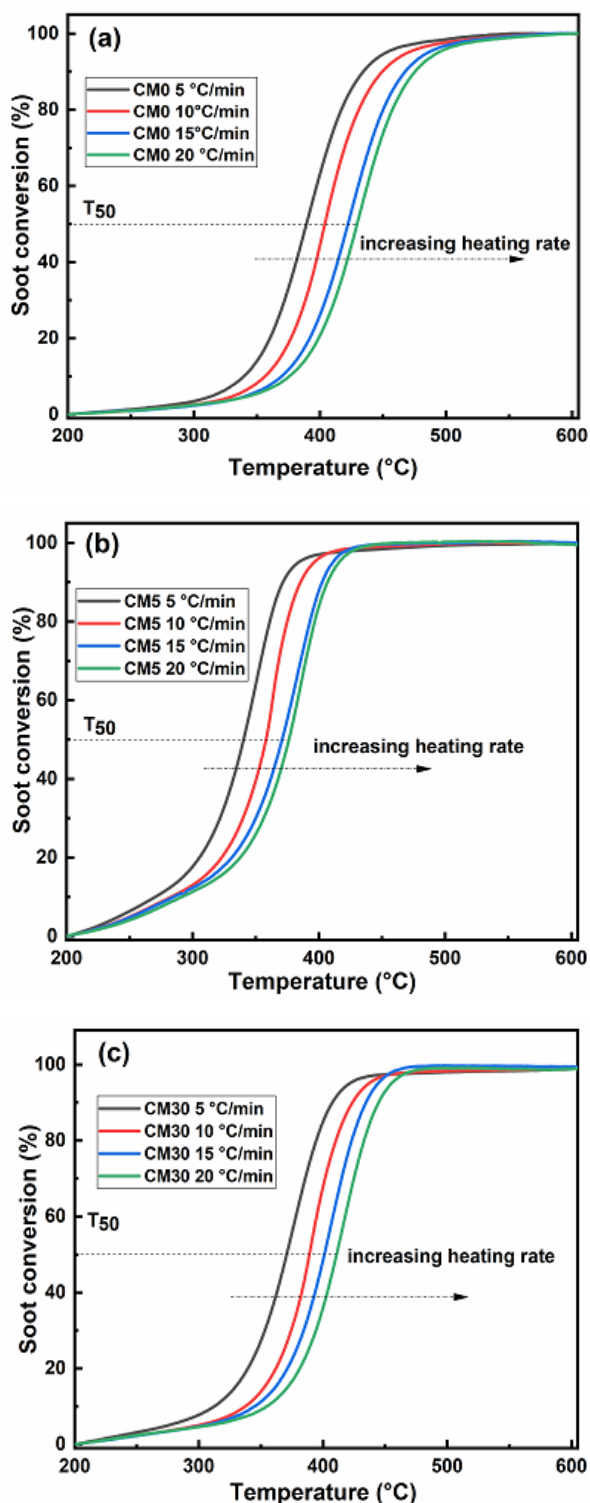 (a)
CM0 5 °C/min
CM0 10°C/min
CM0 15°C/min
CM0 20 °C/min
T50
increasing heating rate
Soot conversion (%)
100
80
60
40
20
0
200 300 400 500 600
Temperature (°C)
(b)
CM5 5 °C/min
CM5 10 °C/min
CM5 15 °C/min
CM5 20 °C/min
T50
increasing heating rate
Soot conversion (%)
100
80
60
40
20
0
200 300 400 500 600
Temperature (°C)
(c)
CM30 5 °C/min
CM30 10 °C/min
CM30 15 °C/min
CM30 20 °C/min
T50
increasing heating rate
Soot conversion (%)
100
80
60
40
20
0
200 300 400 500 600
Temperature (°C)